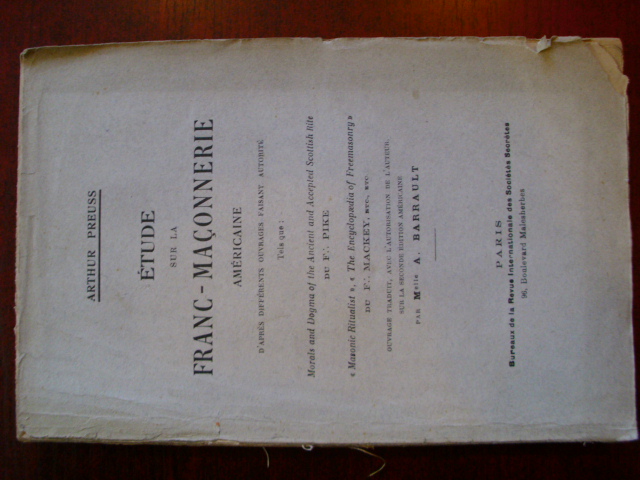 ARTHUR PREUSS
ÉTUDE
SUR LA
FRANC-MAÇONNERIE
AMÉRICAINE
D'APRÈS DIFFÉRENTS OUVRAGES FAISANT AUTORITÉ
Tels que :
Morals and Dogma of the Ancient and Accepted Scottish Rite
DU F∴ PIKE
« Masonic Ritualist », « The Encyclopædia of Freemasonry »
DU F∴ MACKEY, ETC., ETC.
OUVRAGE TRADUIT, AVEC L'AUTORISATION DE L'AUTEUR,
SUR LA SECONDE ÉDITION AMÉRICAINE
PAR Melle A. BARRAULT
PARIS
Bureaux de la Revue Internationale des Sociétés Secrètes
96, Boulevard Malesherbes